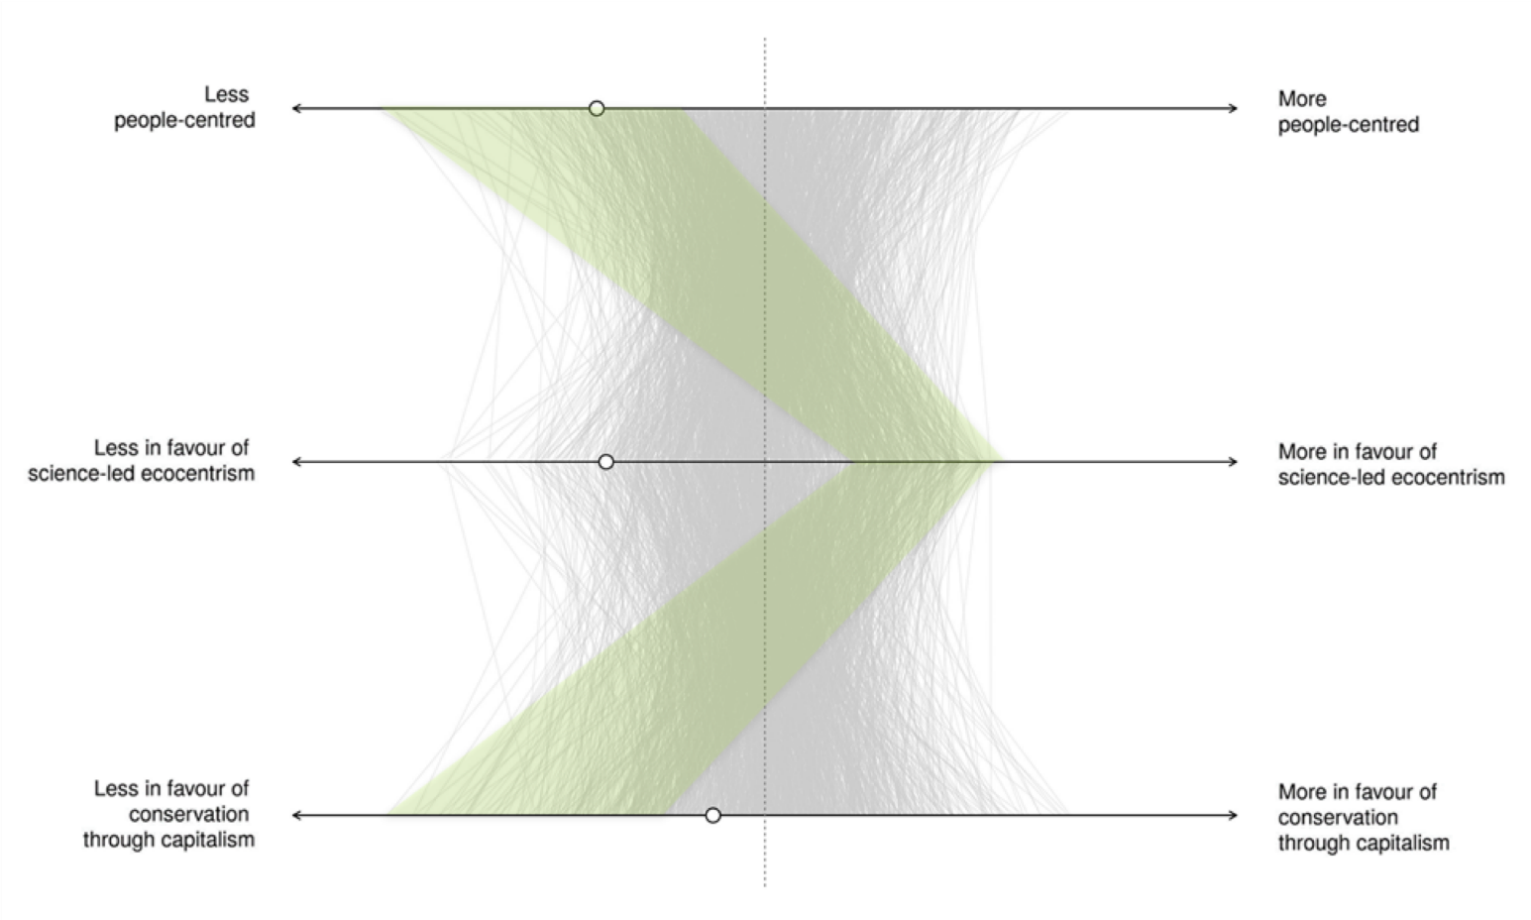 Less
people-centred
More
people-centred
Less in favour of
science-led ecocentrism
More in favour of
science-led ecocentrism
Less in favour of
conservation
through capitalism
More in favour of
conservation
through capitalism